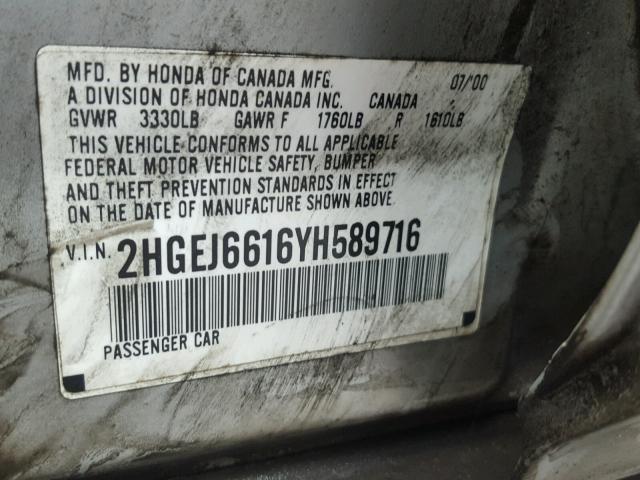 MFD. BY HONDA OF CANADA MFG. 07/'00
A DIVISION OF HONDA CANADA INC. CANADA
GVWR 3330LB GAWR F 1760LB R 1610LB
THIS VEHICLE CONFORMS TO ALL APPLICABLE
FEDERAL MOTOR VEHICLE SAFETY, BUMPER
AND THEFT PREVENTION STANDARDS IN EFFECT
ON THE DATE OF MANUFACTURE SHOWN ABOVE.
V.I.N. 2HGEJ6616YH589716
PASSENGER CAR